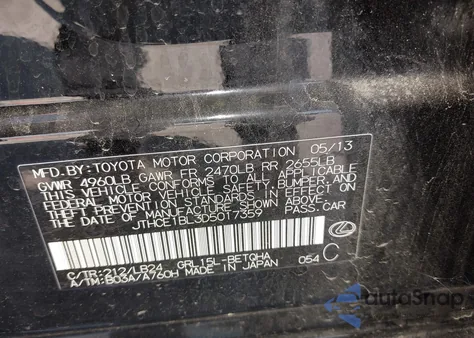 MFD.BY:TOYOTA MOTOR CORPORATION 05/13
GVWR 4960LB GAWR FR 2470LB RR 2655LB
THIS VEHICLE CONFORMS TO ALL APPLICABLE
FEDERAL MOTOR VEHICLE SAFETY, BUMPER, AND
THEFT PREVENTION STANDARDS IN EFFECT ON
THE DATE OF MANUFACTURE SHOWN ABOVE.
JTHCE1BL3D5017359 PASS.CAR
C/TR:212/LB24 GRL15L-BETQHA
A/TM:B03A/A760H MADE IN JAPAN 054 C
autoSnap